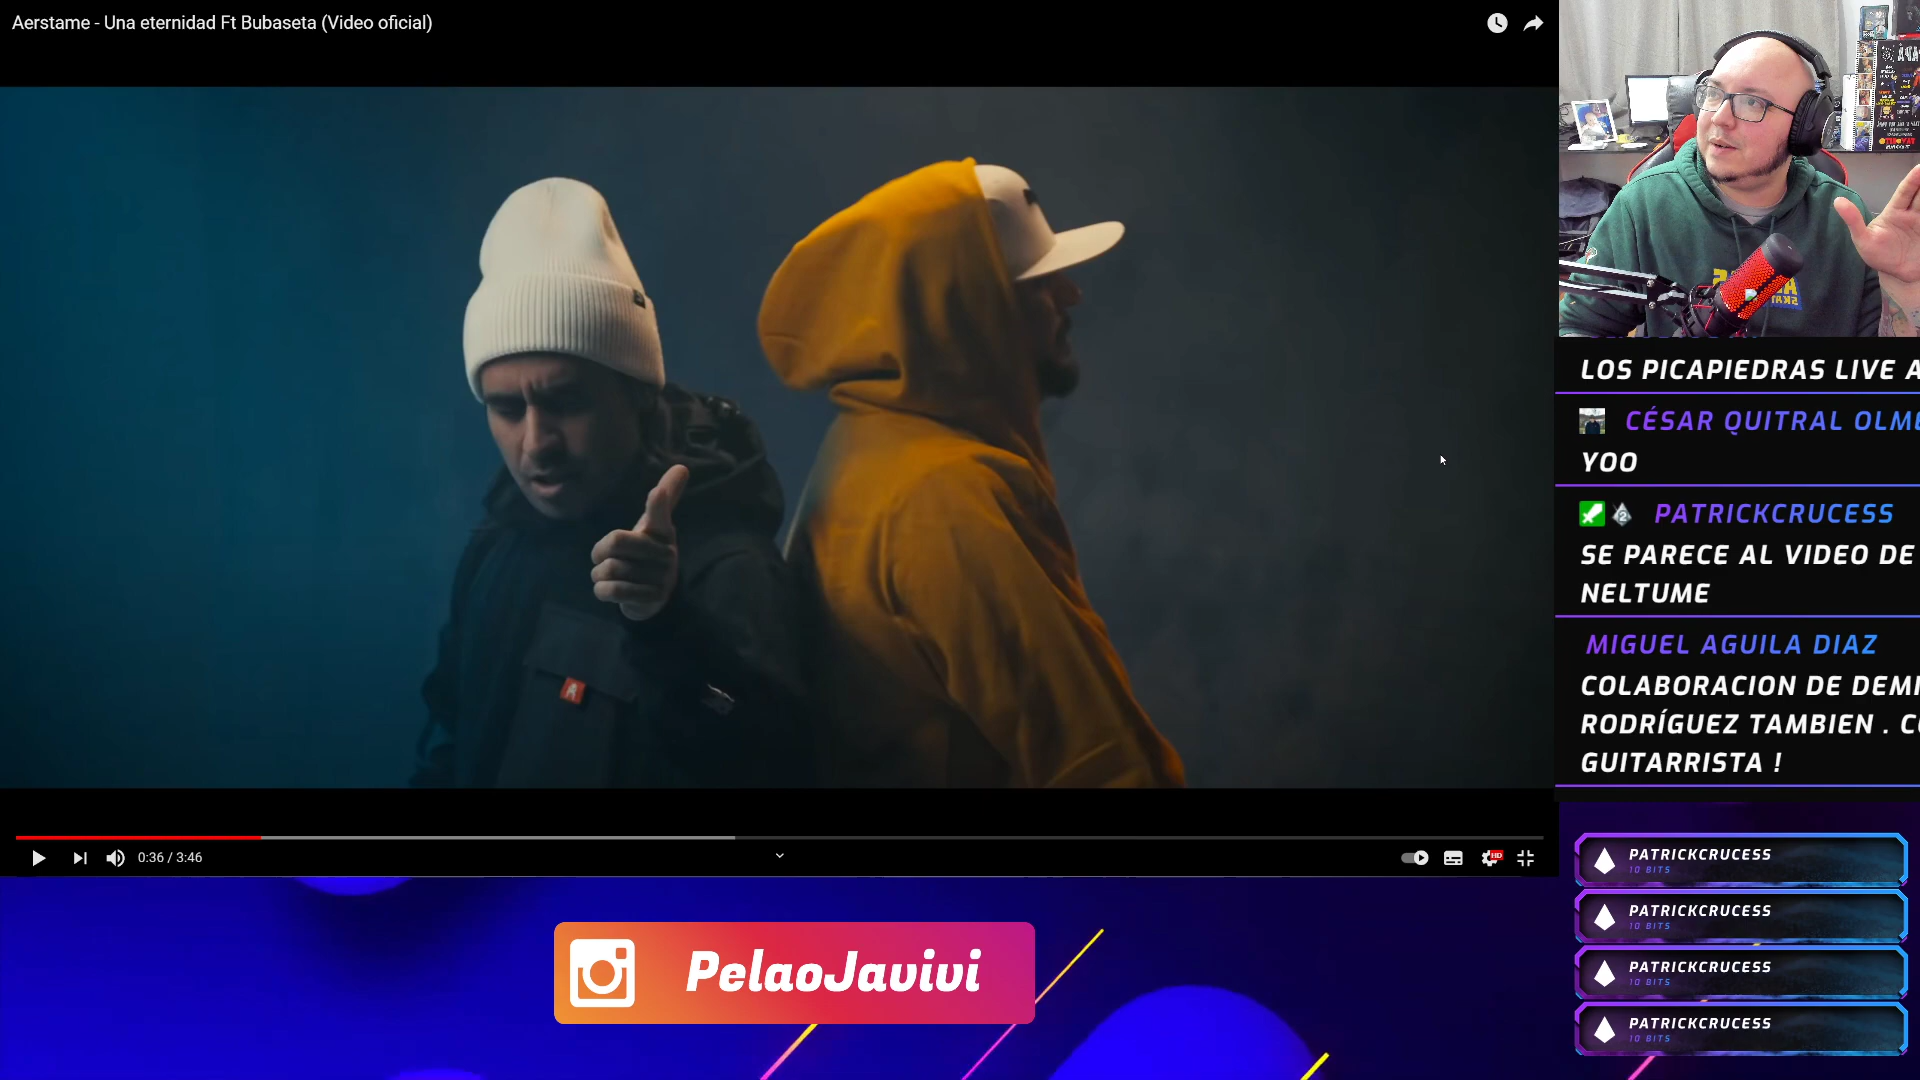 Aerstame - Una eternidad Ft Bubaseta (Video oficial)
LOS PICAPIEDRAS LIVE A
CÉSAR QUITRAL OLM
YOO
PATRICKCRUCESS
SE PARECE AL VIDEO DE
NELTUME
MIGUEL AGUILA DIAZ
COLABORACION DE DEMI
RODRÍGUEZ TAMBIEN . C
GUITARRISTA !
0:36 / 3:46
HD
PelaoJavivi
PATRICKCRUCESS
10 BITS
PATRICKCRUCESS
10 BITS
PATRICKCRUCESS
10 BITS
PATRICKCRUCESS
10 BITS